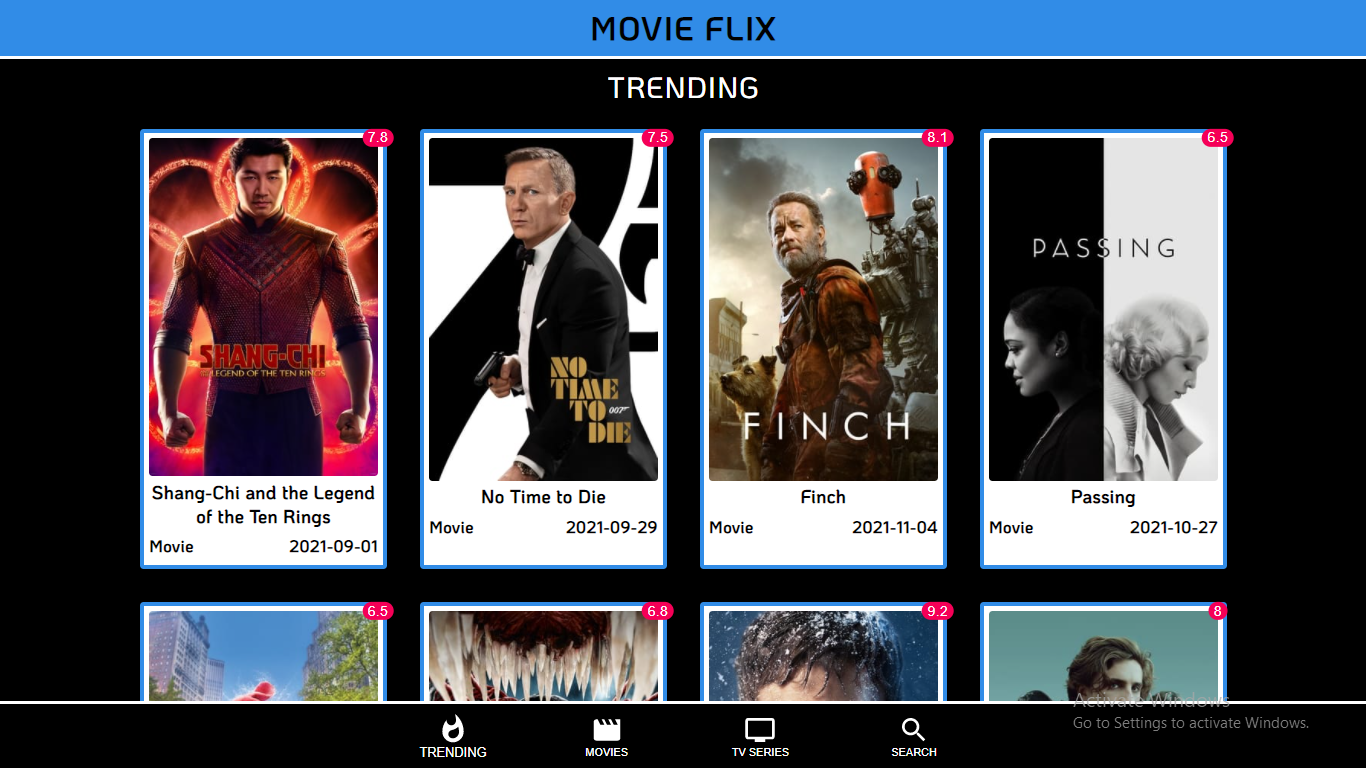 MOVIE FLIX
TRENDING
7.8
7.5
8.1
6.5
PASSING
SHANG-CHI
LEGEND OF THE TEN RINGS
NO
TIME
TO 007
DIE
FINCH
Shang-Chi and the Legend
of the Ten Rings
Movie 2021-09-01
No Time to Die
Movie 2021-09-29
Finch
Movie 2021-11-04
Passing
Movie 2021-10-27
6.5
6.8
9.2
8
Activate Windows
Go to Settings to activate Windows.
TRENDING
MOVIES
TV SERIES
SEARCH